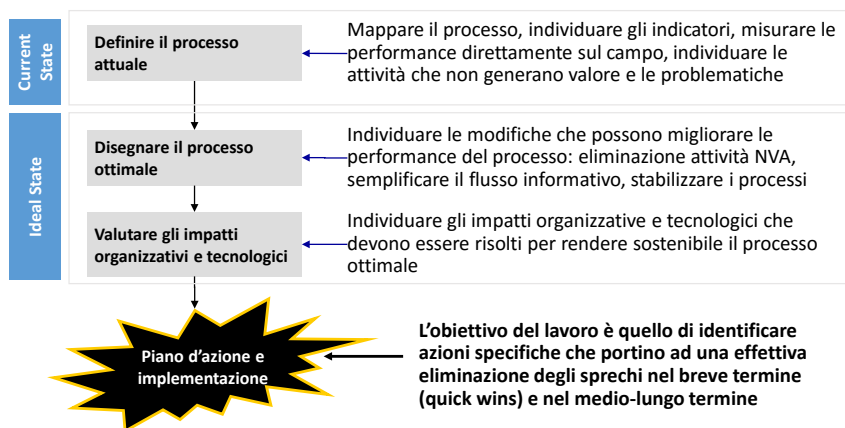 Current
State
Definire il processo
attuale
Mappare il processo, individuare gli indicatori, misurare le
performance direttamente sul campo, individuare le
attività che non generano valore e le problematiche
Ideal State
Disegnare il processo
ottimale
Individuare le modifiche che possono migliorare le
performance del processo: eliminazione attività NVA,
semplificare il flusso informativo, stabilizzare i processi
Valutare gli impatti
organizzativi e tecnologici
Individuare gli impatti organizzative e tecnologici che
devono essere risolti per rendere sostenibile il processo
ottimale
Piano d'azione e
implementazione
L'obiettivo del lavoro è quello di identificare
azioni specifiche che portino ad una effettiva
eliminazione degli sprechi nel breve termine
(quick wins) e nel medio-lungo termine